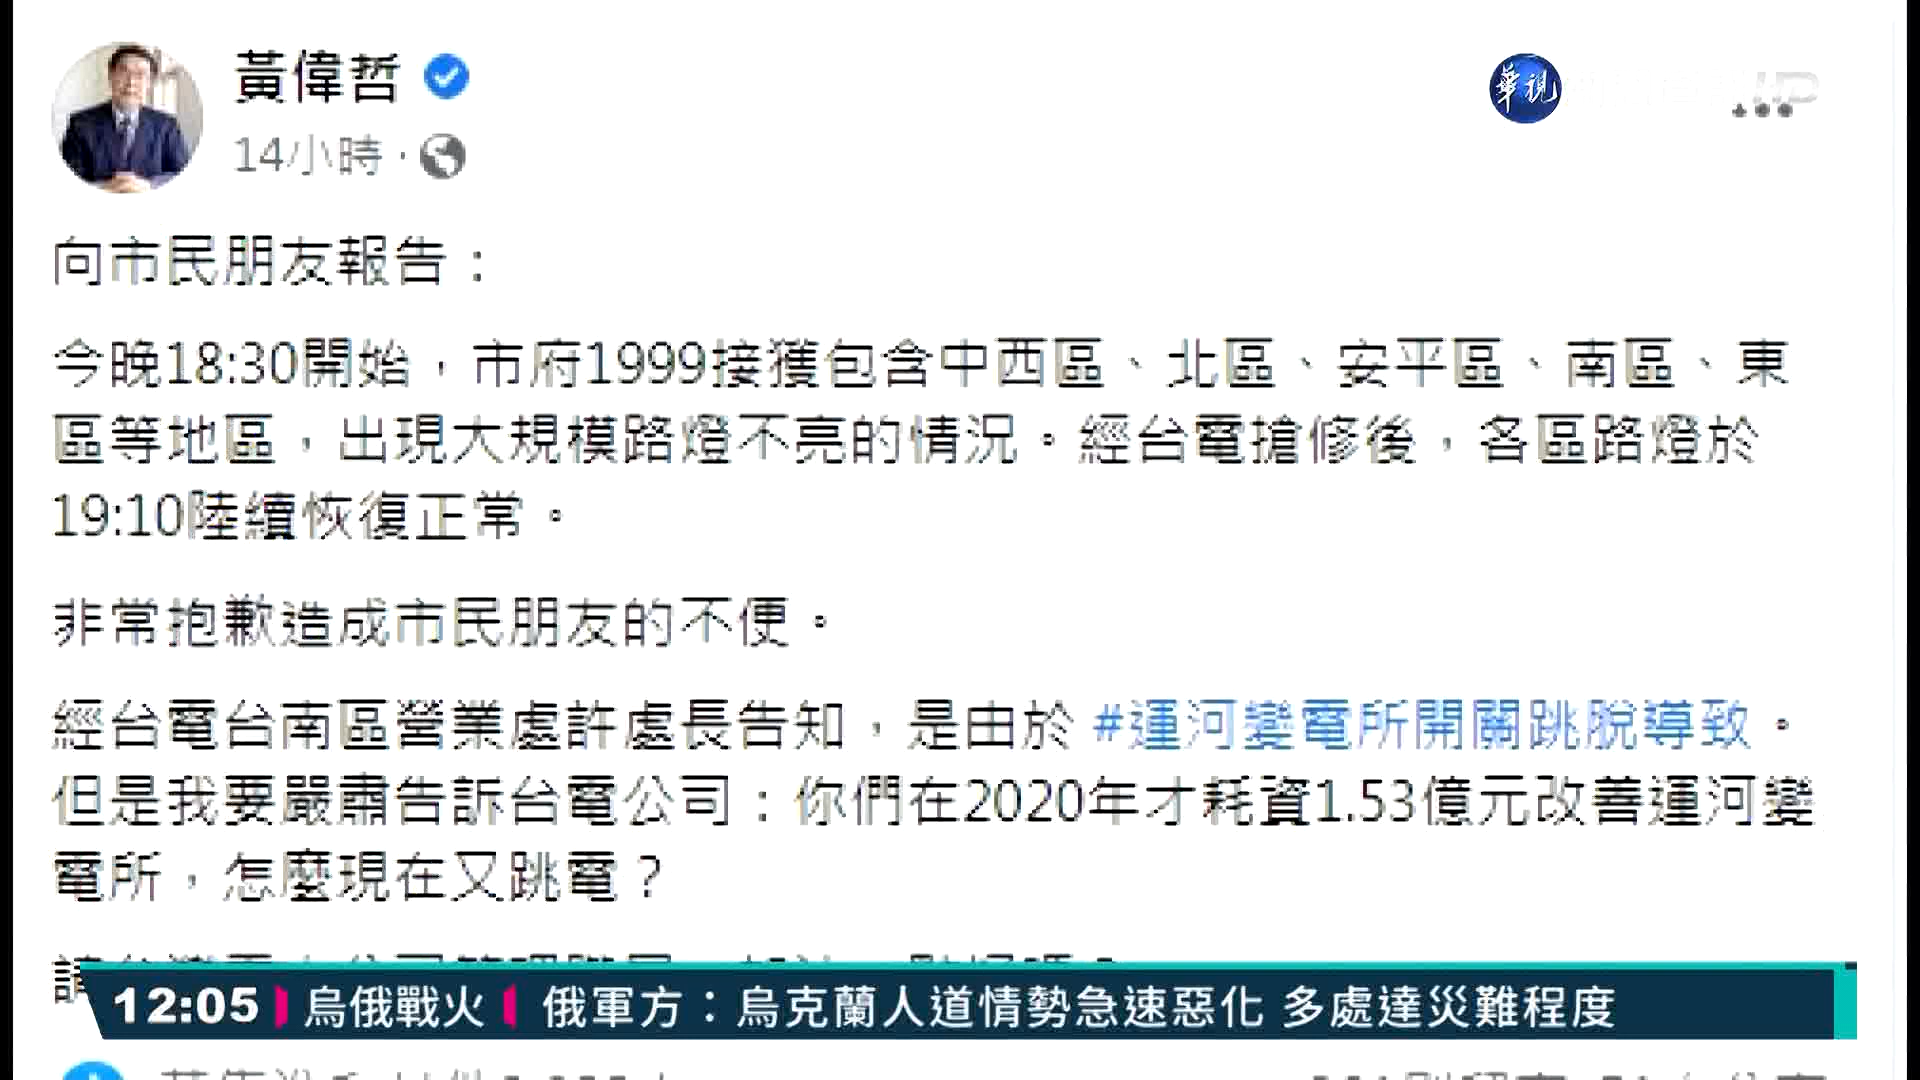 黃偉哲
14小時·
華視
HD
向市民朋友報告：
今晚18:30開始，市府1999接獲包含中西區、北區、安平區、南區、東
區等地區，出現大規模路燈不亮的情況。經台電搶修後，各區路燈於
19:10陸續恢復正常。
非常抱歉造成市民朋友的不便。
經台電台南區營業處許處長告知，是由於 #運河變電所開關跳脫導致。
但是我要嚴肅告訴台電公司：你們在2020年才耗資1.53億元改善運河變
電所，怎麼現在又跳電？
12:05 烏俄戰火 俄軍方：烏克蘭人道情勢急速惡化 多處達災難程度